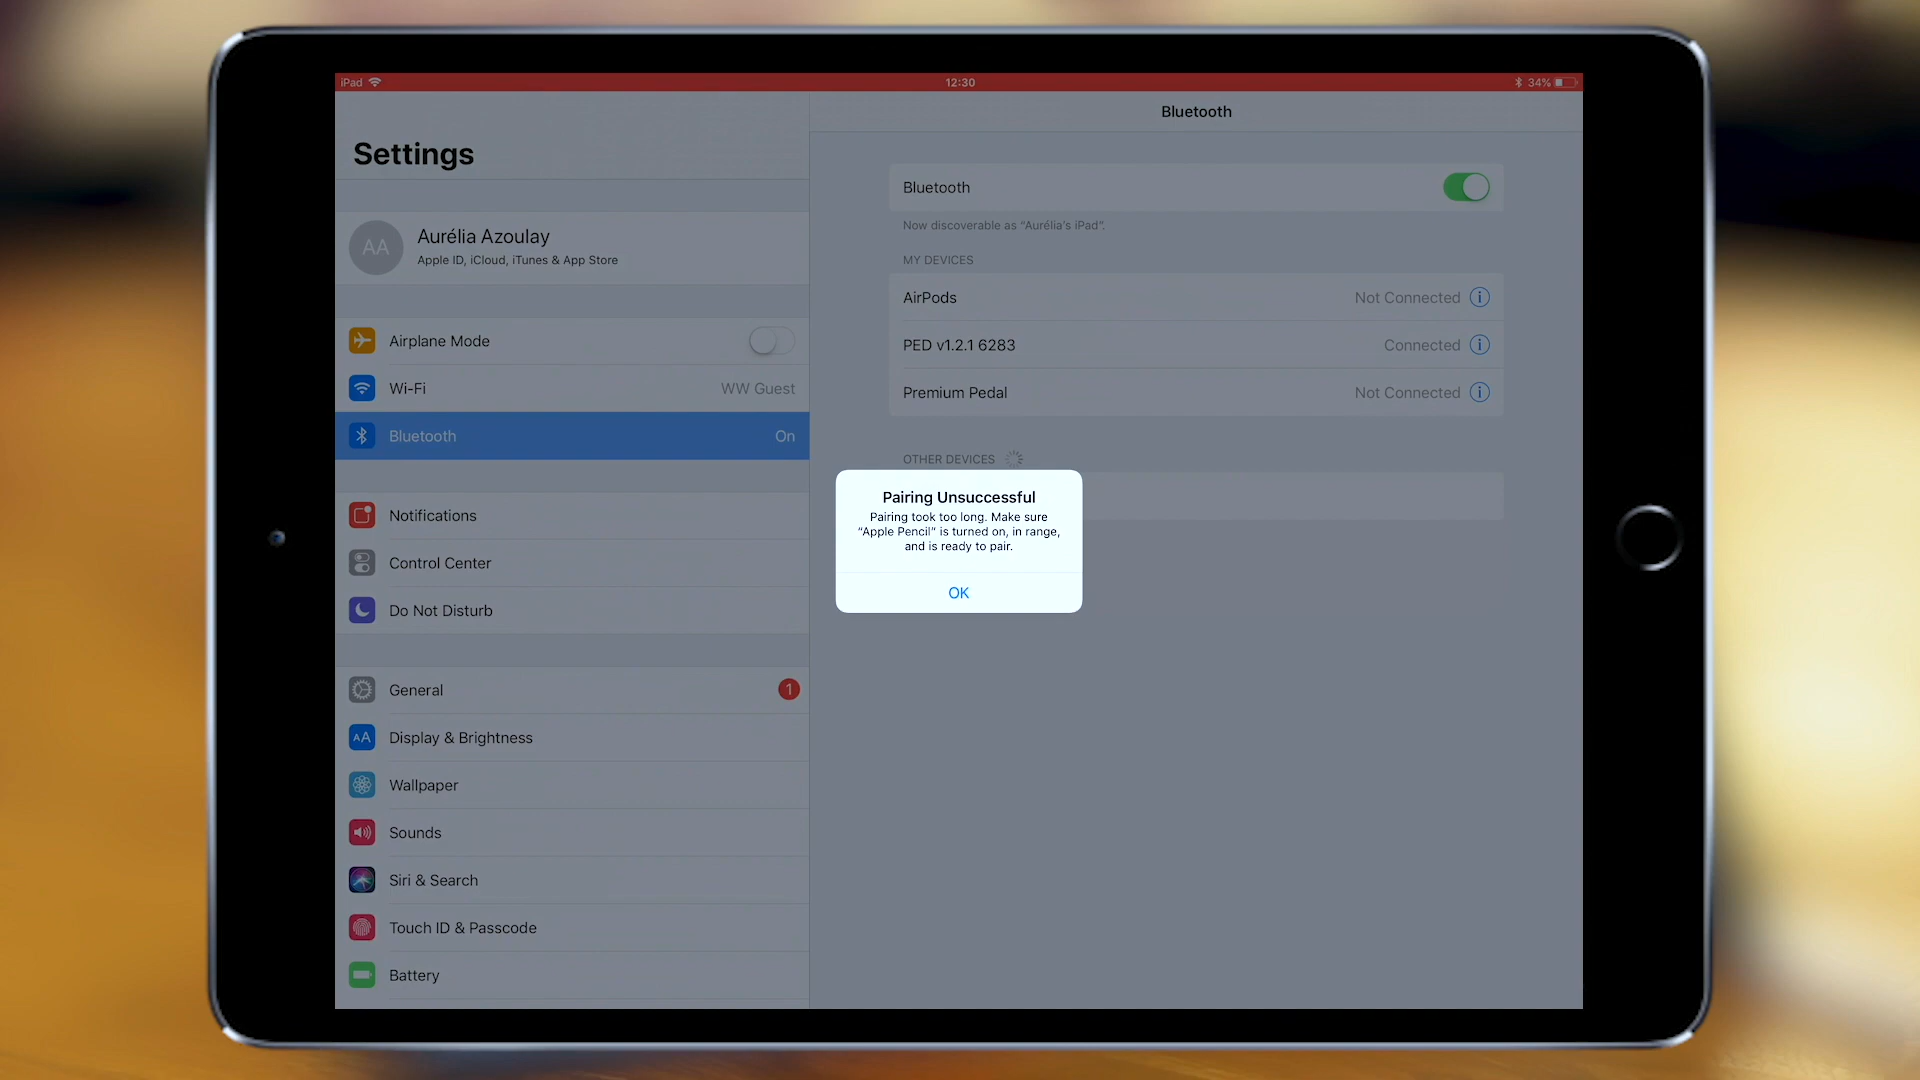 iPad
12:30
34%
Settings
AA
Aurélia Azoulay
Apple ID, iCloud, iTunes & App Store
Airplane Mode
Wi-Fi
WW Guest
Bluetooth
On
Notifications
Control Center
Do Not Disturb
General
1
AA
Display & Brightness
Wallpaper
Sounds
Siri & Search
Touch ID & Passcode
Battery
Bluetooth
Bluetooth
Now discoverable as “Aurélia’s iPad”.
MY DEVICES
AirPods
Not Connected
PED v1.2.1 6283
Connected
Premium Pedal
Not Connected
OTHER DEVICES
Pairing Unsuccessful
Pairing took too long. Make sure
“Apple Pencil” is turned on, in range,
and is ready to pair.
OK